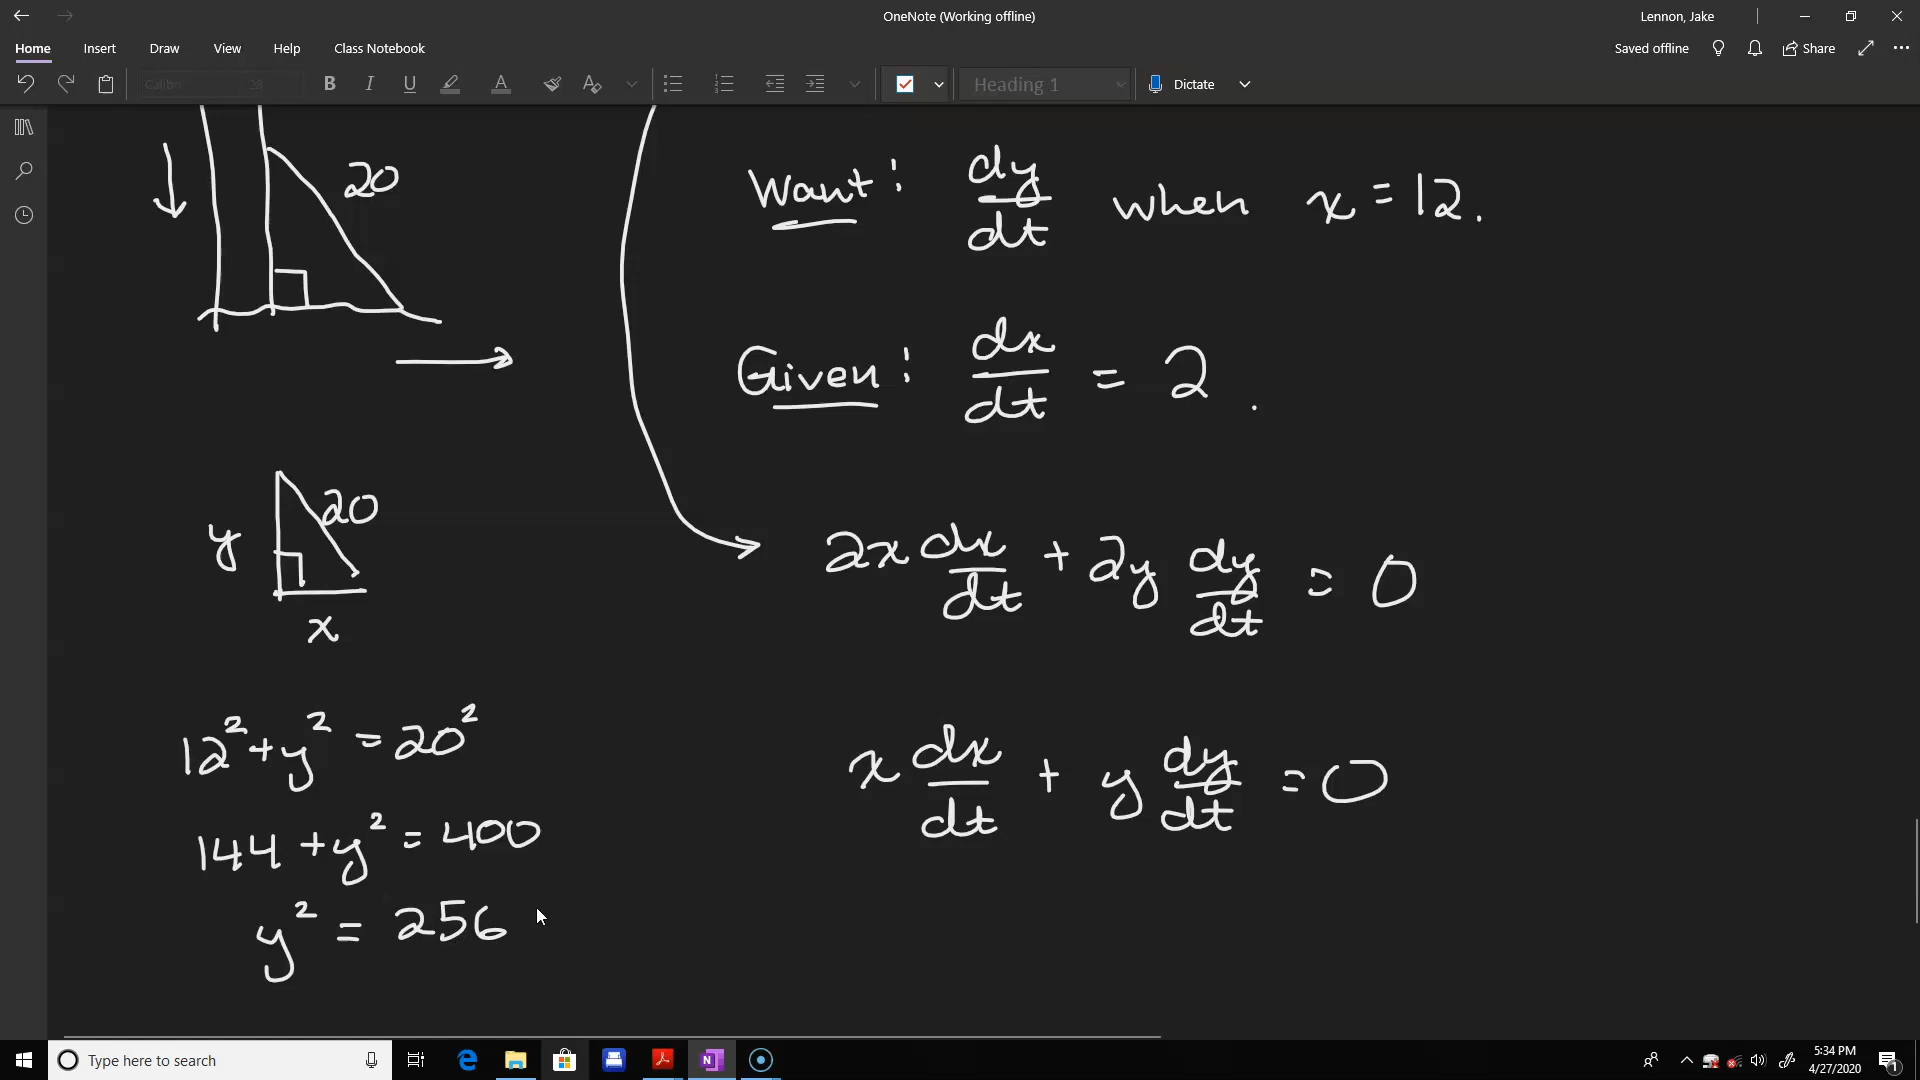 OneNote (Working offline)
Lennon, Jake
Home Insert Draw View Help Class Notebook
Saved offline
Share
Calibri 28
B I U A
Heading 1
Dictate
20
Want: dy/dt when x = 12.
Given: dx/dt = 2.
y 20
x
2x dx/dt + 2y dy/dt = 0
12² + y² = 20²
x dx/dt + y dy/dt = 0
144 + y² = 400
y² = 256
Type here to search
5:34 PM
4/27/2020
1